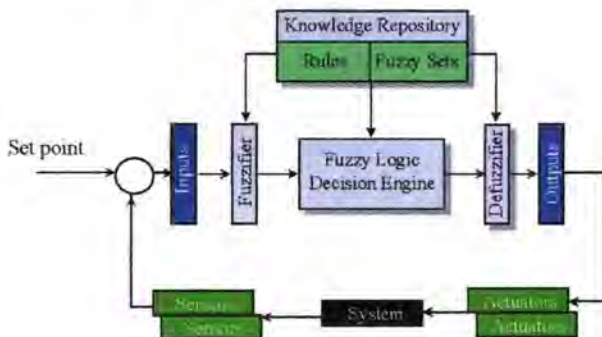 Knowledge Repository
Rules
Fuzzy Sets
Set point
Inputs
Fuzzifier
Fuzzy Logic
Decision Engine
Defuzzifier
Outputs
Sensors
Sensors
System
Actuators
Actuators